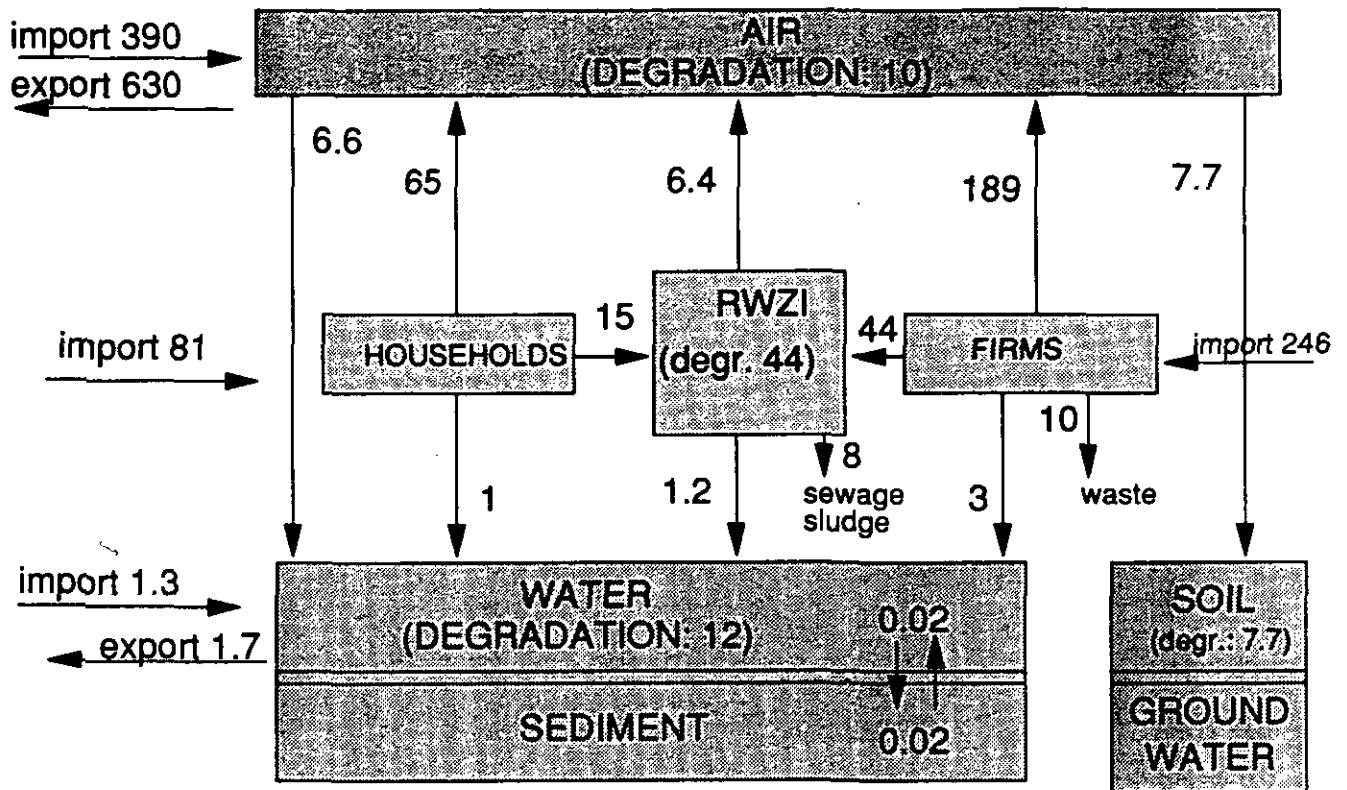 import 390
export 630
AIR
(DEGRADATION: 10)
6.6
65
6.4
189
7.7
import 81
HOUSEHOLDS
15
RWZI
(degr. 44)
44
FIRMS
import 246
1
1.2
8
sewage
sludge
3
10
waste
import 1.3
export 1.7
WATER
(DEGRADATION: 12)
0.02
SEDIMENT
0.02
SOIL
(degr.: 7.7)
GROUND
WATER